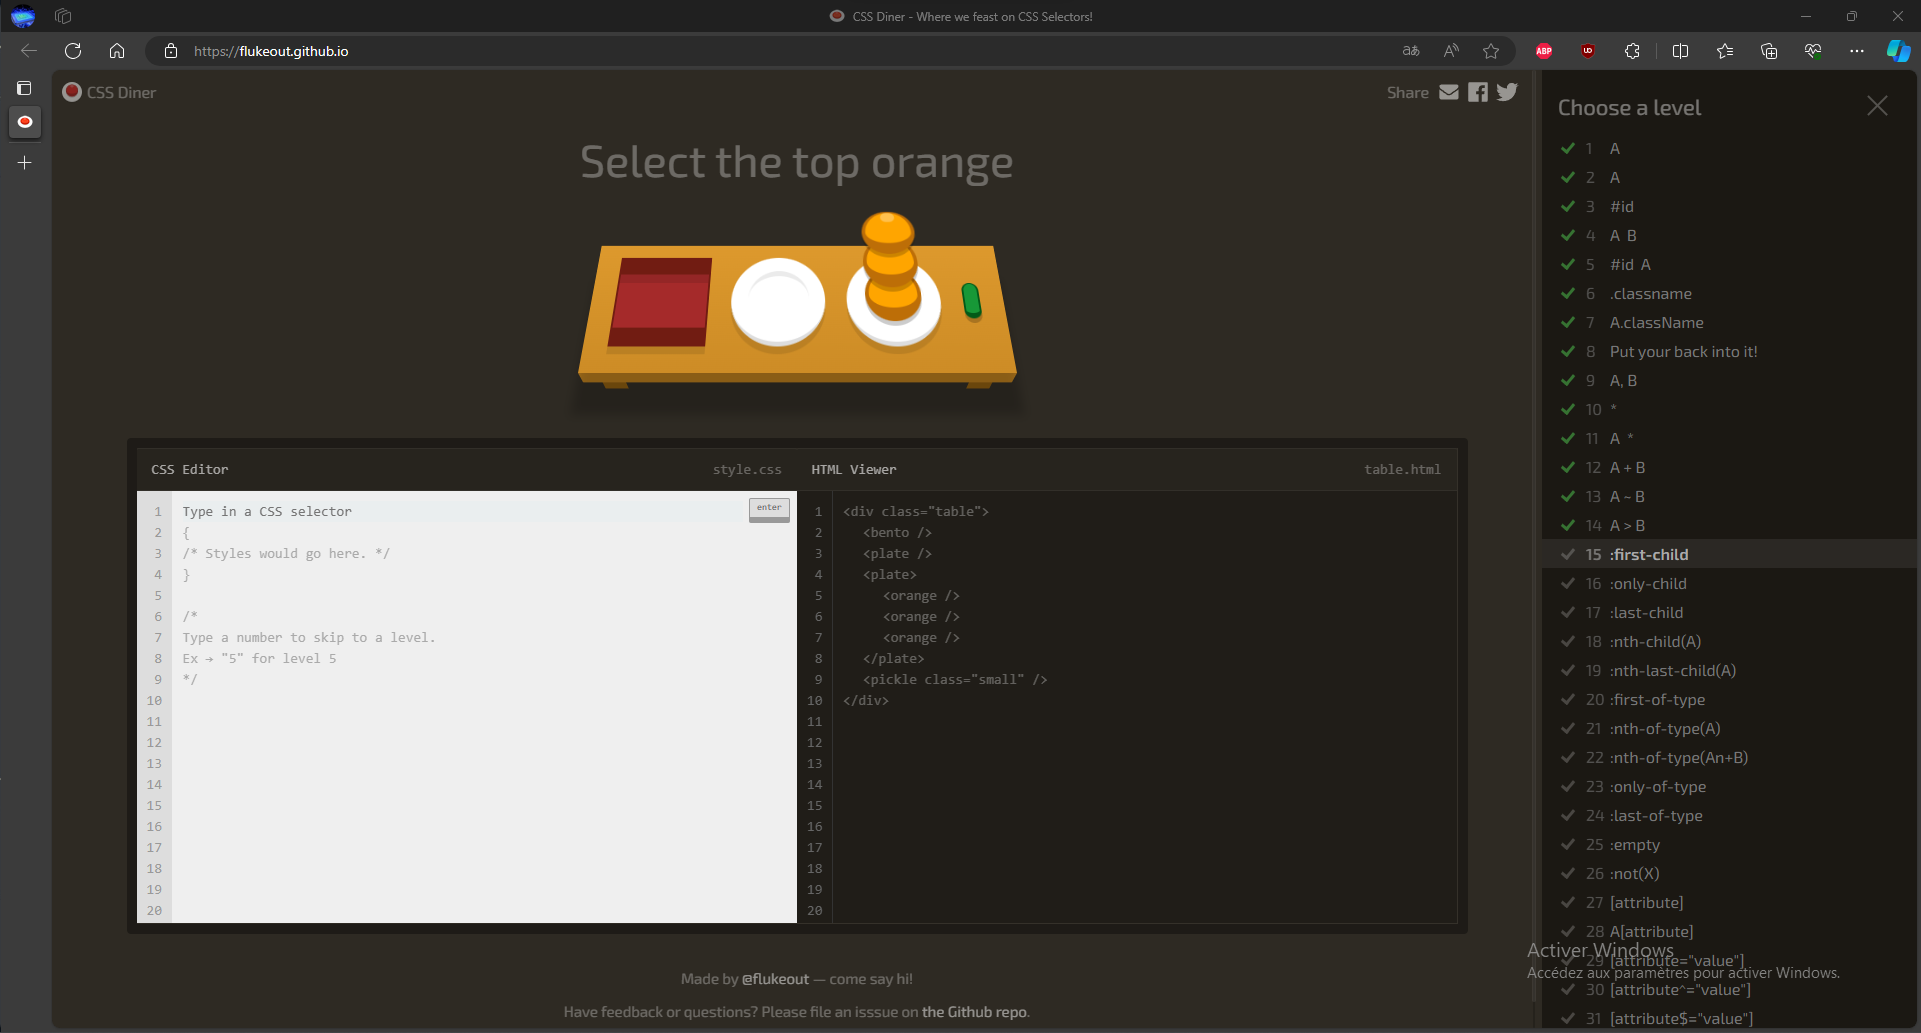 CSS Diner - Where we feast on CSS Selectors!
https://flukeout.github.io
CSS Diner
Share
Select the top orange
CSS Editor
style.css
HTML Viewer
table.html
1 Type in a CSS selector
enter
2 {
3 /* Styles would go here. */
4 }
5
6 /*
7 Type a number to skip to a level.
8 Ex → "5" for level 5
9 */
10
11
12
13
14
15
16
17
18
19
20
1 <div class="table">
2 <bento />
3 <plate />
4 <plate>
5 <orange />
6 <orange />
7 <orange />
8 </plate>
9 <pickle class="small" />
10 </div>
11
12
13
14
15
16
17
18
19
20
Made by @flukeout — come say hi!
Have feedback or questions? Please file an isssue on the Github repo.
Choose a level
1 A
2 A
3 #id
4 A B
5 #id A
6 .classname
7 A.className
8 Put your back into it!
9 A, B
10 *
11 A *
12 A + B
13 A ~ B
14 A > B
15 :first-child
16 :only-child
17 :last-child
18 :nth-child(A)
19 :nth-last-child(A)
20 :first-of-type
21 :nth-of-type(A)
22 :nth-of-type(An+B)
23 :only-of-type
24 :last-of-type
25 :empty
26 :not(X)
27 [attribute]
28 A[attribute]
29 [attribute="value"]
30 [attribute^="value"]
31 [attribute$="value"]
Activer Windows
Accédez aux paramètres pour activer Windows.
ABP